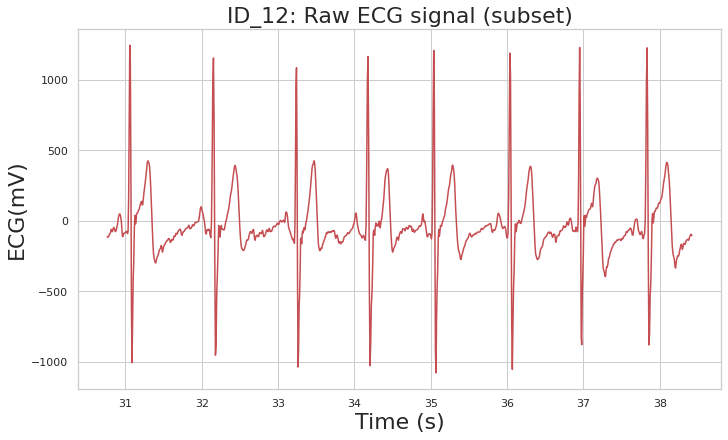 ID_12: Raw ECG signal (subset)
ECG(mV)
1000
500
0
−500
−1000
31 32 33 34 35 36 37 38
Time (s)